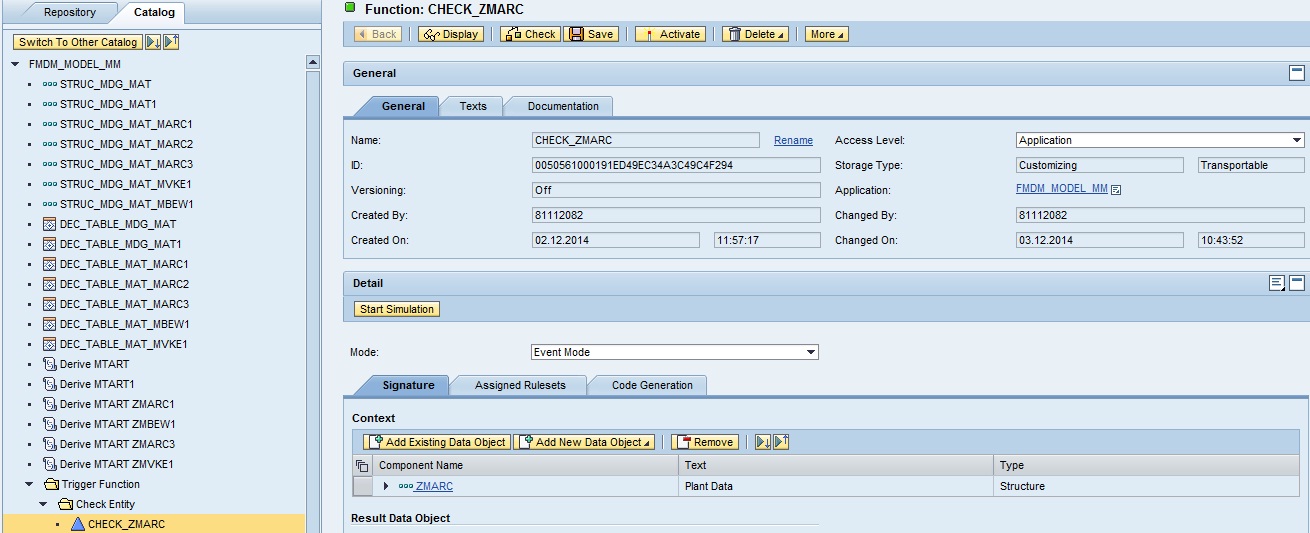 Repository Catalog
Switch To Other Catalog
FMDM_MODEL_MM
STRUC_MDG_MAT
STRUC_MDG_MAT1
STRUC_MDG_MAT_MARC1
STRUC_MDG_MAT_MARC2
STRUC_MDG_MAT_MARC3
STRUC_MDG_MAT_MVKE1
STRUC_MDG_MAT_MBEW1
DEC_TABLE_MDG_MAT
DEC_TABLE_MDG_MAT1
DEC_TABLE_MAT_MARC1
DEC_TABLE_MAT_MARC2
DEC_TABLE_MAT_MARC3
DEC_TABLE_MAT_MBEW1
DEC_TABLE_MAT_MVKE1
Derive MTART
Derive MTART1
Derive MTART ZMARC1
Derive MTART ZMBEW1
Derive MTART ZMARC3
Derive MTART ZMVKE1
Trigger Function
Check Entity
CHECK_ZMARC
Function: CHECK_ZMARC
Back Display Check Save Activate Delete More
General
General Texts Documentation
Name: CHECK_ZMARC Rename Access Level: Application
ID: 0050561000191ED49EC34A3C49C4F294 Storage Type: Customizing Transportable
Versioning: Off Application: FMDM_MODEL_MM
Created By: 81112082 Changed By: 81112082
Created On: 02.12.2014 11:57:17 Changed On: 03.12.2014 10:43:52
Detail
Start Simulation
Mode: Event Mode
Signature Assigned Rulesets Code Generation
Context
Add Existing Data Object Add New Data Object Remove
Component Name Text Type
ZMARC Plant Data Structure
Result Data Object